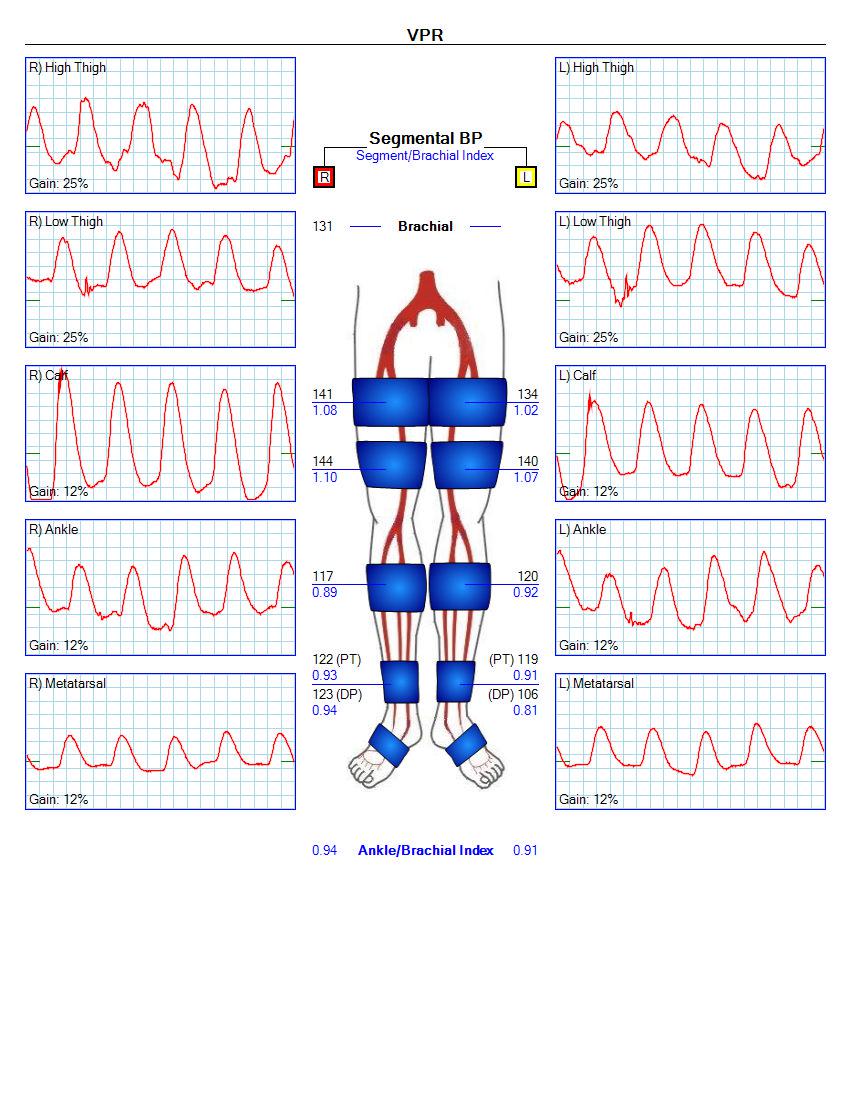 VPR
R) High Thigh
Gain: 25%
L) High Thigh
Gain: 25%
Segmental BP
Segment/Brachial Index
R
L
R) Low Thigh
Gain: 25%
131 Brachial
L) Low Thigh
Gain: 25%
R) Calf
Gain: 12%
141
1.08
134
1.02
144
1.10
140
1.07
L) Calf
Gain: 12%
R) Ankle
Gain: 12%
117
0.89
120
0.92
L) Ankle
Gain: 12%
122 (PT)
0.93
123 (DP)
0.94
(PT) 119
0.91
(DP) 106
0.81
R) Metatarsal
Gain: 12%
L) Metatarsal
Gain: 12%
0.94 Ankle/Brachial Index 0.91